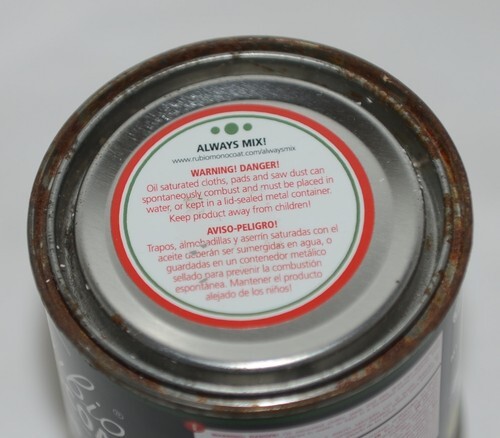 ALWAYS MIX!
www.rubiomonocoat.com/alwaysmix
WARNING! DANGER!
Oil saturated cloths, pads and saw dust can
spontaneously combust and must be placed in
water, or kept in a lid-sealed metal container.
Keep product away from children!
AVISO-PELIGRO!
Trapos, almohadillas y aserrín saturadas con el
aceite deberán ser sumergidas en agua, o
guardadas en un contenedor metálico
sellado para prevenir la combustión
espontánea. Mantener el producto
alejado de los niños!